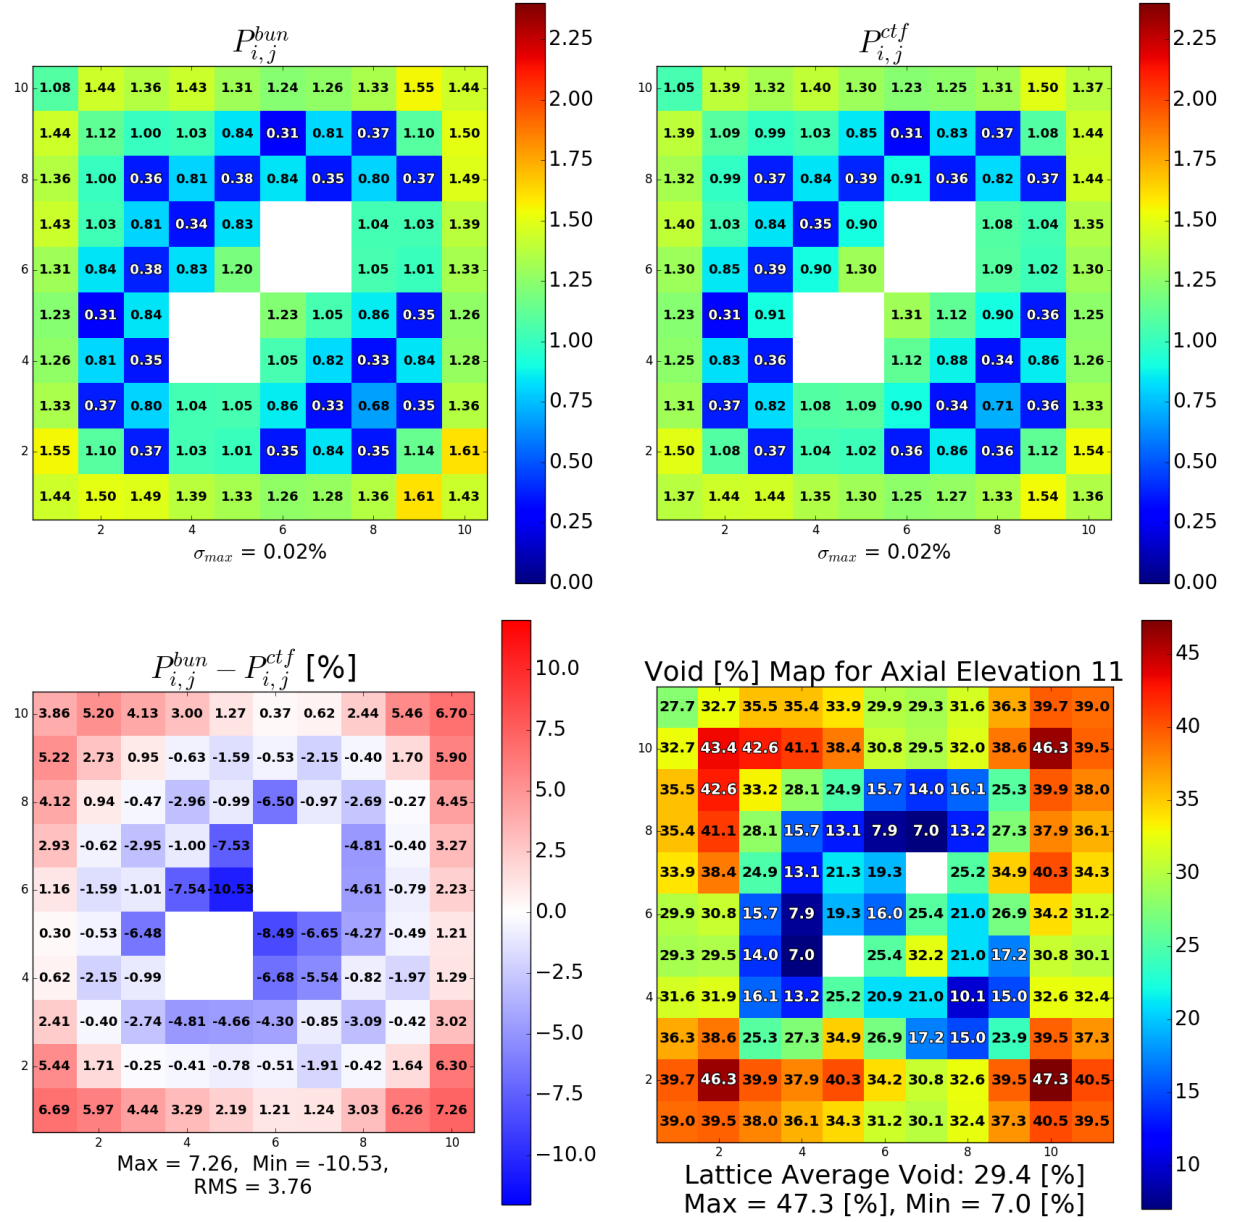 P_{i,j}^{bun}
10 1.08 1.44 1.36 1.43 1.31 1.24 1.26 1.33 1.55 1.44
1.44 1.12 1.00 1.03 0.84 0.31 0.81 0.37 1.10 1.50
8 1.36 1.00 0.36 0.81 0.38 0.84 0.35 0.80 0.37 1.49
1.43 1.03 0.81 0.34 0.83 1.04 1.03 1.39
6 1.31 0.84 0.38 0.83 1.20 1.05 1.01 1.33
1.23 0.31 0.84 1.23 1.05 0.86 0.35 1.26
4 1.26 0.81 0.35 1.05 0.82 0.33 0.84 1.28
1.33 0.37 0.80 1.04 1.05 0.86 0.33 0.68 0.35 1.36
2 1.55 1.10 0.37 1.03 1.01 0.35 0.84 0.35 1.14 1.61
1.44 1.50 1.49 1.39 1.33 1.26 1.28 1.36 1.61 1.43
2 4 6 8 10
σ_{max} = 0.02%
2.25
2.00
1.75
1.50
1.25
1.00
0.75
0.50
0.25
0.00
P_{i,j}^{ctf}
10 1.05 1.39 1.32 1.40 1.30 1.23 1.25 1.31 1.50 1.37
1.39 1.09 0.99 1.03 0.85 0.31 0.83 0.37 1.08 1.44
8 1.32 0.99 0.37 0.84 0.39 0.91 0.36 0.82 0.37 1.44
1.40 1.03 0.84 0.35 0.90 1.08 1.04 1.35
6 1.30 0.85 0.39 0.90 1.30 1.09 1.02 1.30
1.23 0.31 0.91 1.31 1.12 0.90 0.36 1.25
4 1.25 0.83 0.36 1.12 0.88 0.34 0.86 1.26
1.31 0.37 0.82 1.08 1.09 0.90 0.34 0.71 0.36 1.33
2 1.50 1.08 0.37 1.04 1.02 0.36 0.86 0.36 1.12 1.54
1.37 1.44 1.44 1.35 1.30 1.25 1.27 1.33 1.54 1.36
2 4 6 8 10
σ_{max} = 0.02%
2.25
2.00
1.75
1.50
1.25
1.00
0.75
0.50
0.25
0.00
P_{i,j}^{bun} − P_{i,j}^{ctf} [%]
10 3.86 5.20 4.13 3.00 1.27 0.37 0.62 2.44 5.46 6.70
5.22 2.73 0.95 -0.63 -1.59 -0.53 -2.15 -0.40 1.70 5.90
8 4.12 0.94 -0.47 -2.96 -0.99 -6.50 -0.97 -2.69 -0.27 4.45
2.93 -0.62 -2.95 -1.00 -7.53 -4.81 -0.40 3.27
6 1.16 -1.59 -1.01 -7.54 -10.53 -4.61 -0.79 2.23
0.30 -0.53 -6.48 -8.49 -6.65 -4.27 -0.49 1.21
4 0.62 -2.15 -0.99 -6.68 -5.54 -0.82 -1.97 1.29
2.41 -0.40 -2.74 -4.81 -4.66 -4.30 -0.85 -3.09 -0.42 3.02
2 5.44 1.71 -0.25 -0.41 -0.78 -0.51 -1.91 -0.42 1.64 6.30
6.69 5.97 4.44 3.29 2.19 1.21 1.24 3.03 6.26 7.26
2 4 6 8 10
Max = 7.26, Min = -10.53,
RMS = 3.76
10.0
7.5
5.0
2.5
0.0
−2.5
−5.0
−7.5
−10.0
Void [%] Map for Axial Elevation 11
27.7 32.7 35.5 35.4 33.9 29.9 29.3 31.6 36.3 39.7 39.0
10 32.7 43.4 42.6 41.1 38.4 30.8 29.5 32.0 38.6 46.3 39.5
35.5 42.6 33.2 28.1 24.9 15.7 14.0 16.1 25.3 39.9 38.0
8 35.4 41.1 28.1 15.7 13.1 7.9 7.0 13.2 27.3 37.9 36.1
33.9 38.4 24.9 13.1 21.3 19.3 25.2 34.9 40.3 34.3
6 29.9 30.8 15.7 7.9 19.3 16.0 25.4 21.0 26.9 34.2 31.2
29.3 29.5 14.0 7.0 25.4 32.2 21.0 17.2 30.8 30.1
4 31.6 31.9 16.1 13.2 25.2 20.9 21.0 10.1 15.0 32.6 32.4
36.3 38.6 25.3 27.3 34.9 26.9 17.2 15.0 23.9 39.5 37.3
2 39.7 46.3 39.9 37.9 40.3 34.2 30.8 32.6 39.5 47.3 40.5
39.0 39.5 38.0 36.1 34.3 31.2 30.1 32.4 37.3 40.5 39.5
2 4 6 8 10
Lattice Average Void: 29.4 [%]
Max = 47.3 [%], Min = 7.0 [%]
45
40
35
30
25
20
15
10